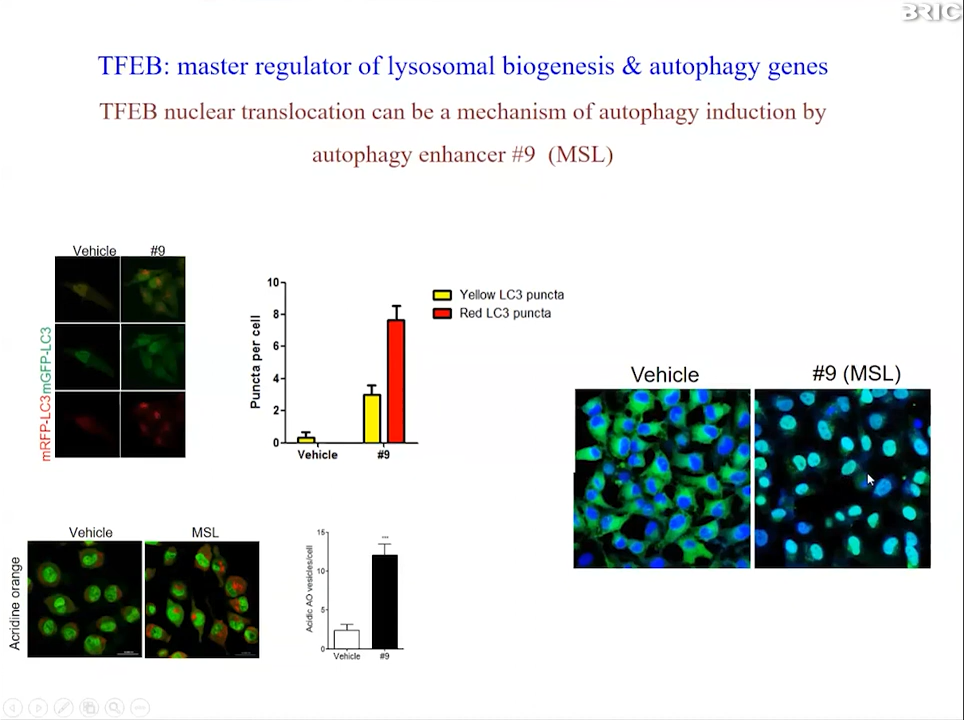 BRIC
TFEB: master regulator of lysosomal biogenesis & autophagy genes
TFEB nuclear translocation can be a mechanism of autophagy induction by
autophagy enhancer #9 (MSL)
Vehicle #9
mRFP-LC3 mGFP-LC3
10
8
6
4
2
0
Puncta per cell
Vehicle #9
Yellow LC3 puncta
Red LC3 puncta
Vehicle #9 (MSL)
Vehicle MSL
Acridine orange
15
10
5
0
Acidic AO vesicles/cell
***
Vehicle #9